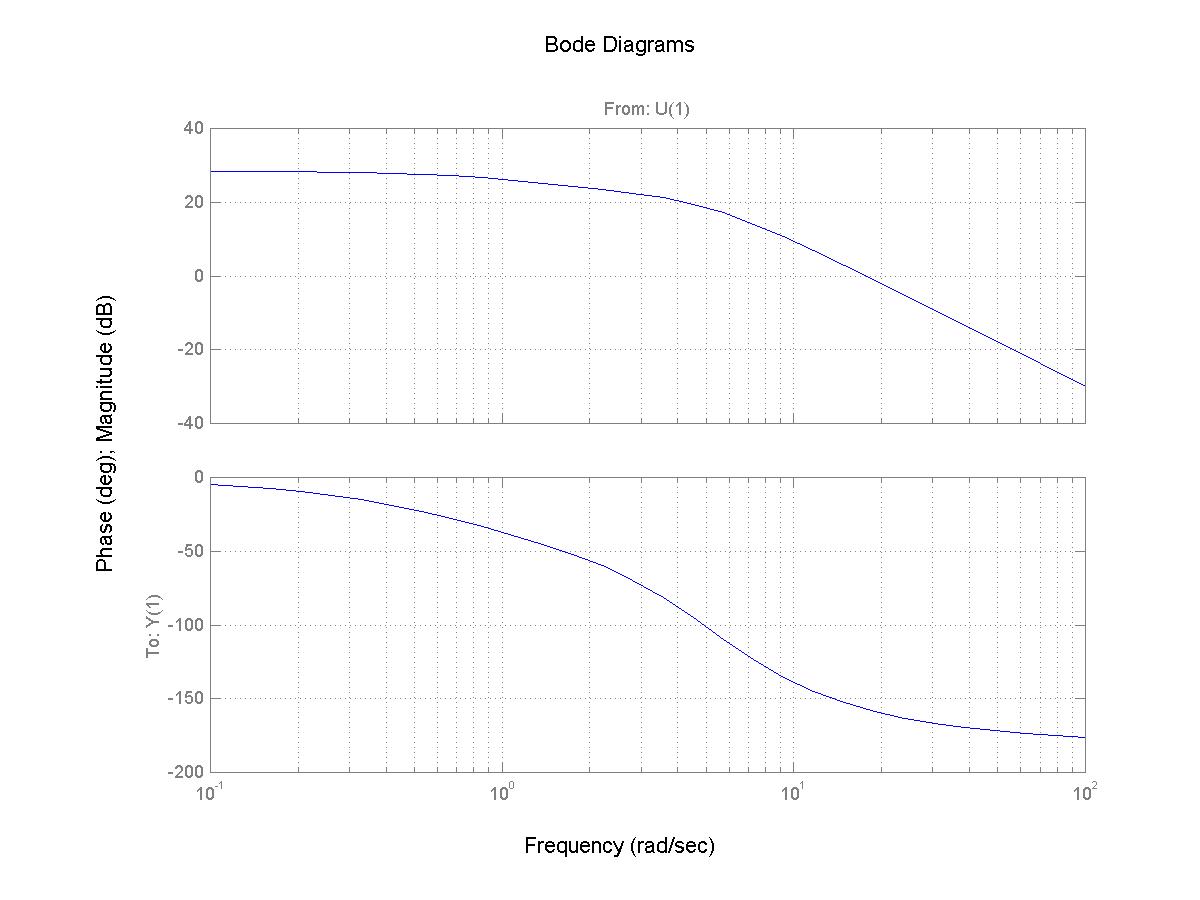 Bode Diagrams
From: U(1)
40
20
0
-20
-40
Phase (deg); Magnitude (dB)
To: Y(1)
0
-50
-100
-150
-200
10^-1 10^0 10^1 10^2
Frequency (rad/sec)